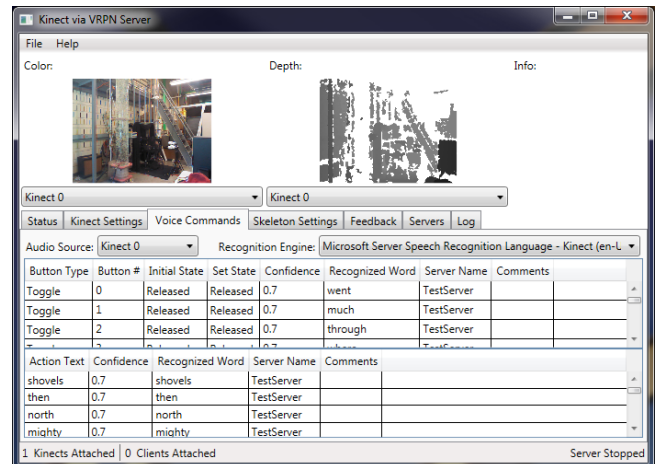 Kinect via VRPN Server
File Help
Color: Depth: Info:
Kinect 0 Kinect 0
Status Kinect Settings Voice Commands Skeleton Settings Feedback Servers Log
Audio Source: Kinect 0 Recognition Engine: Microsoft Server Speech Recognition Language - Kinect (en-U
Button Type Button # Initial State Set State Confidence Recognized Word Server Name Comments
Toggle 0 Released Released 0.7 went TestServer
Toggle 1 Released Released 0.7 much TestServer
Toggle 2 Released Released 0.7 through TestServer
Action Text Confidence Recognized Word Server Name Comments
shovels 0.7 shovels TestServer
then 0.7 then TestServer
north 0.7 north TestServer
mighty 0.7 mighty TestServer
1 Kinects Attached 0 Clients Attached Server Stopped